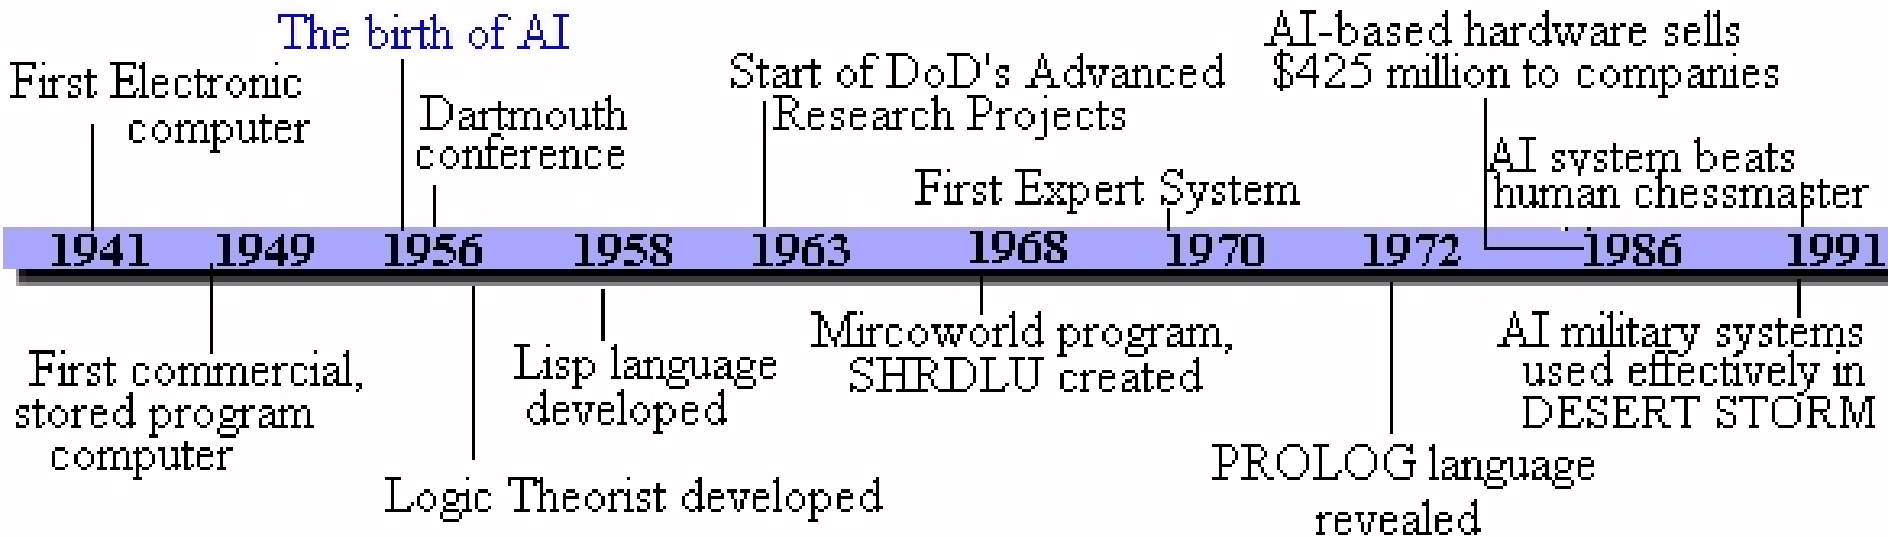 The birth of AI
First Electronic
computer
Dartmouth
conference
Start of DoD's Advanced
Research Projects
First Expert System
AI-based hardware sells
$425 million to companies
AI system beats
human chessmaster
1941 1949 1956 1958 1963 1968 1970 1972 1986 1991
First commercial,
stored program
computer
Logic Theorist developed
Lisp language
developed
Mircoworld program,
SHRDLU created
PROLOG language
revealed
AI military systems
used effectively in
DESERT STORM